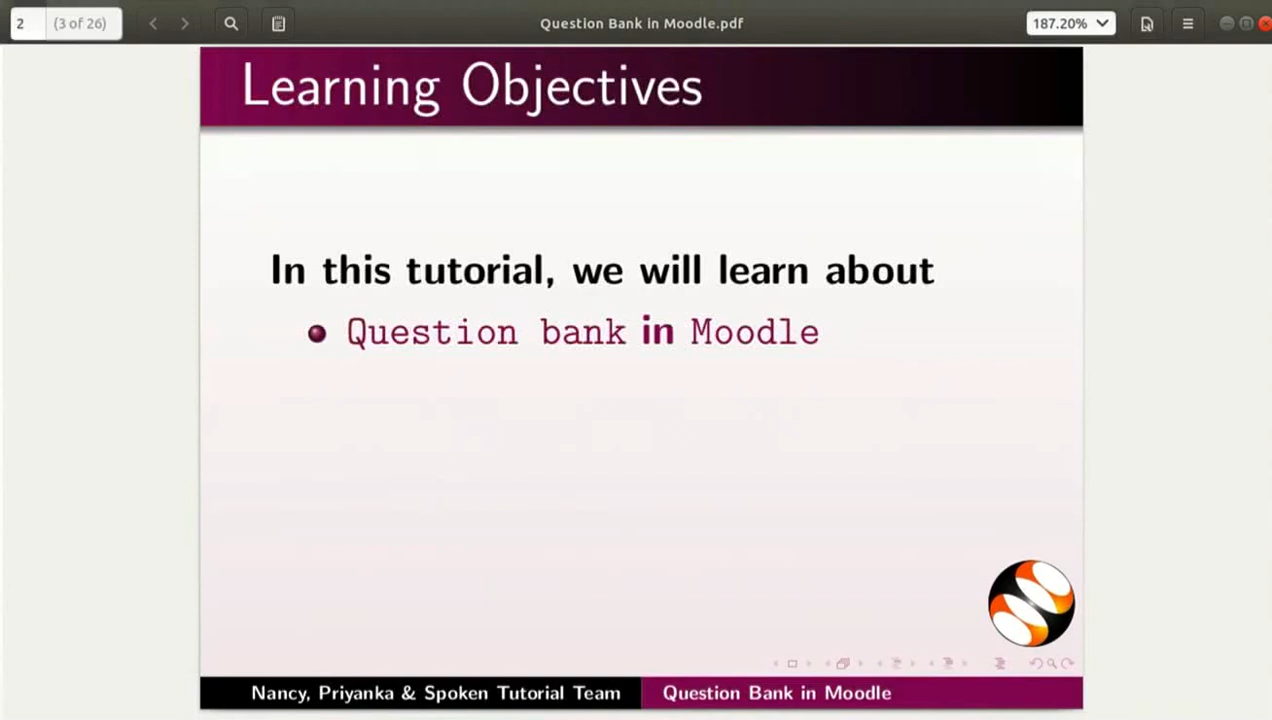 2 (3 of 26) Question Bank in Moodle.pdf 187.20%
Learning Objectives
In this tutorial, we will learn about
Question bank in Moodle
Nancy, Priyanka & Spoken Tutorial Team Question Bank in Moodle